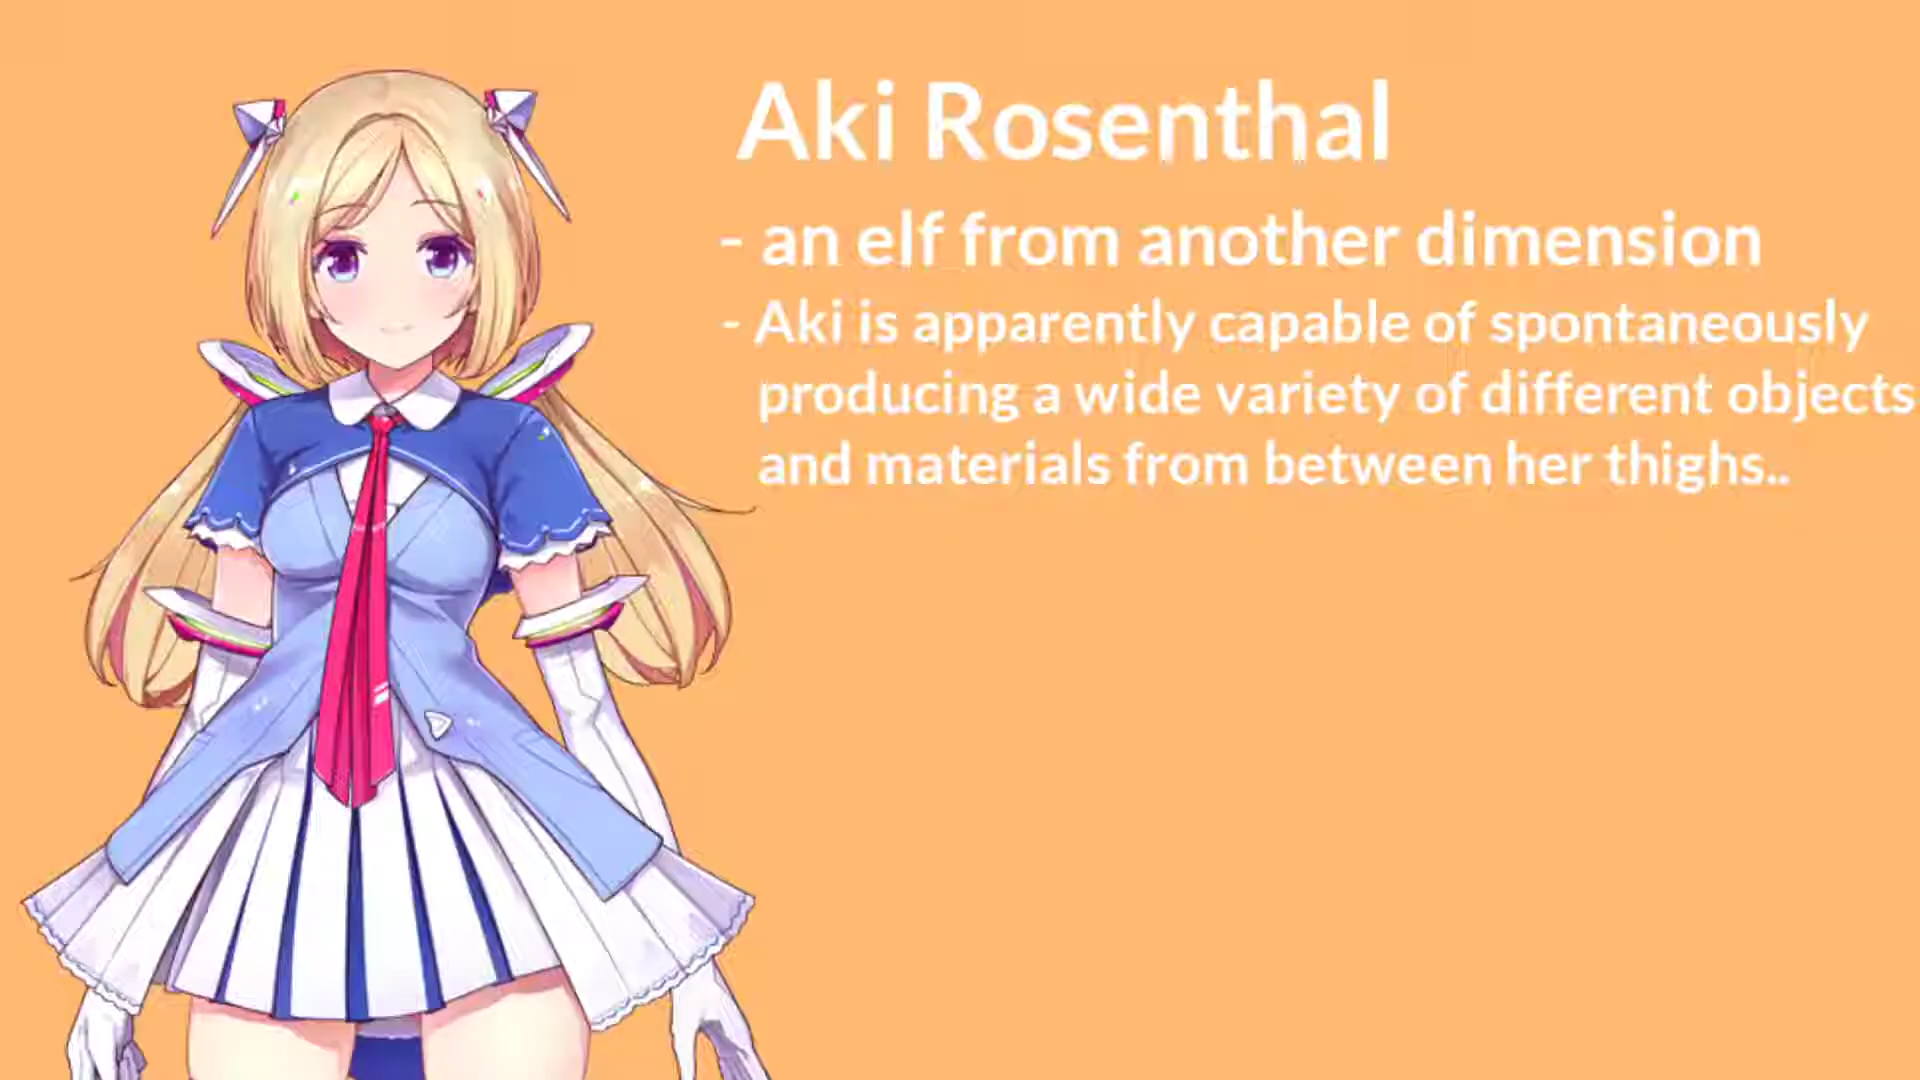 Aki Rosenthal
- an elf from another dimension
- Aki is apparently capable of spontaneously
producing a wide variety of different objects
and materials from between her thighs..